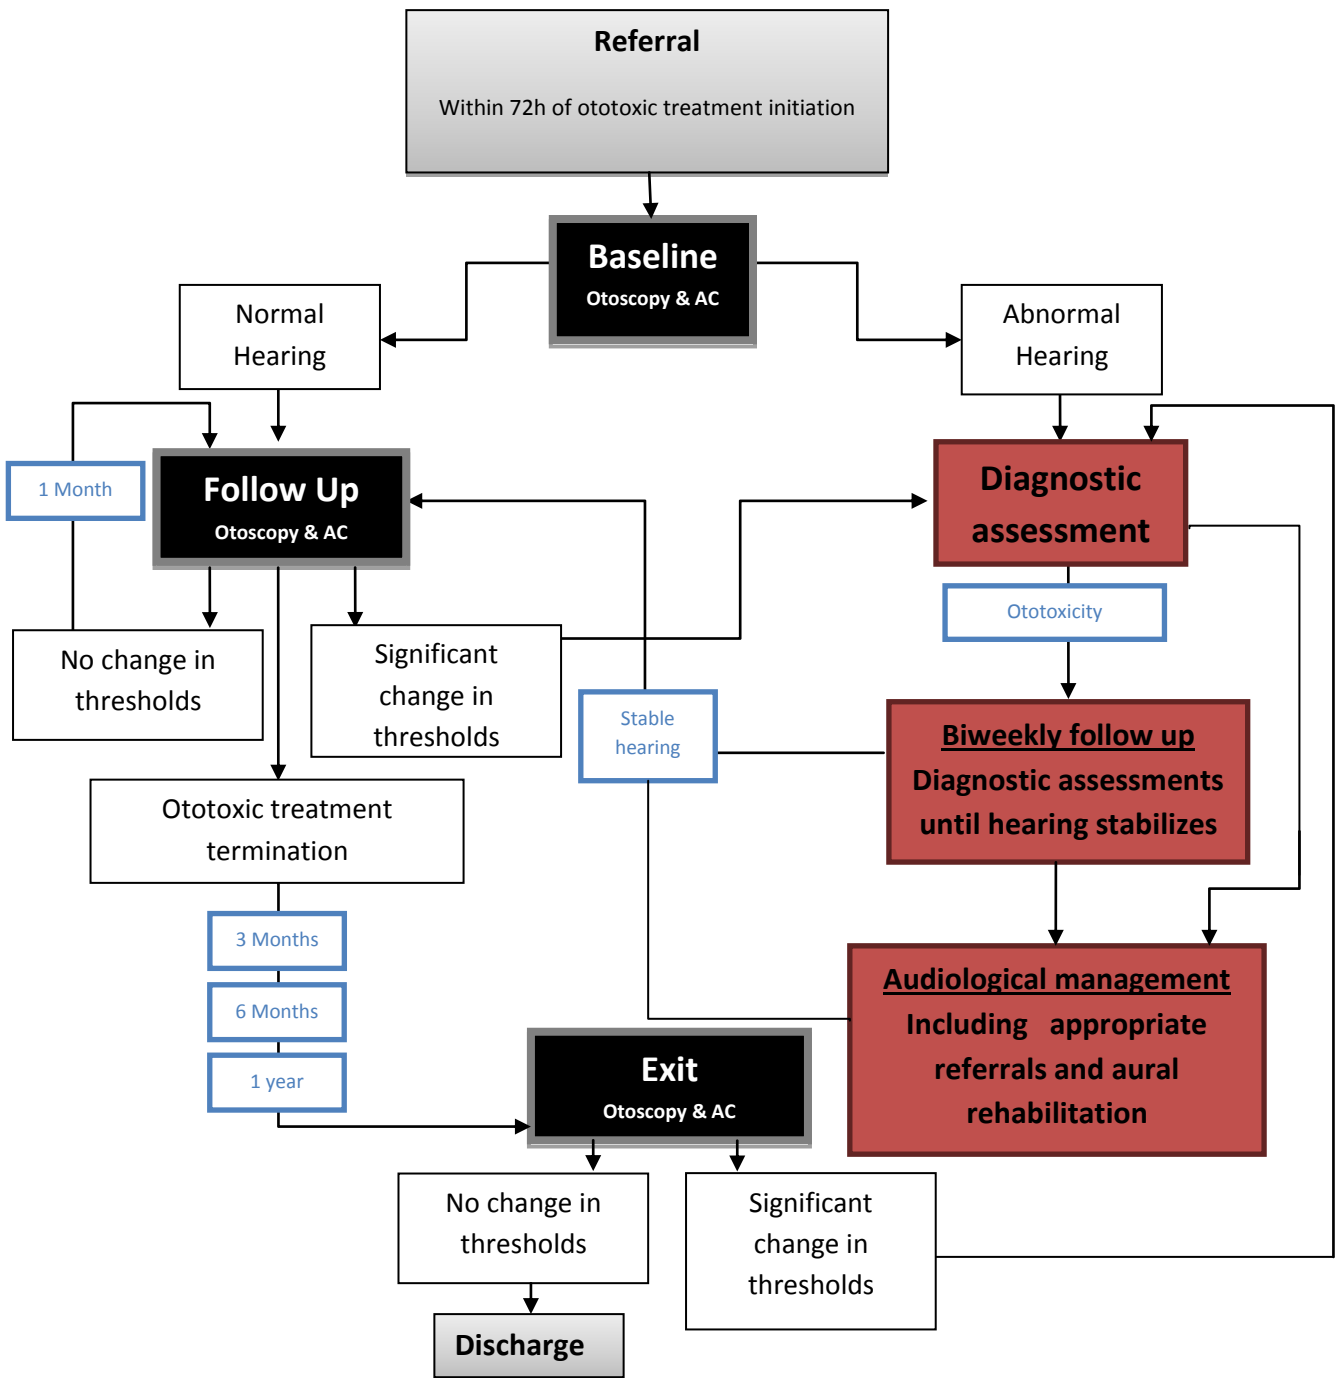 Referral
Within 72h of ototoxic treatment initiation
Baseline
Otoscopy & AC
Normal
Hearing
Abnormal
Hearing
1 Month
Follow Up
Otoscopy & AC
Diagnostic
assessment
Ototoxicity
No change in
thresholds
Significant
change in
thresholds
Stable
hearing
Biweekly follow up
Diagnostic assessments
until hearing stabilizes
Ototoxic treatment
termination
3 Months
6 Months
1 year
Audiological management
Including appropriate
referrals and aural
rehabilitation
Exit
Otoscopy & AC
No change in
thresholds
Significant
change in
thresholds
Discharge